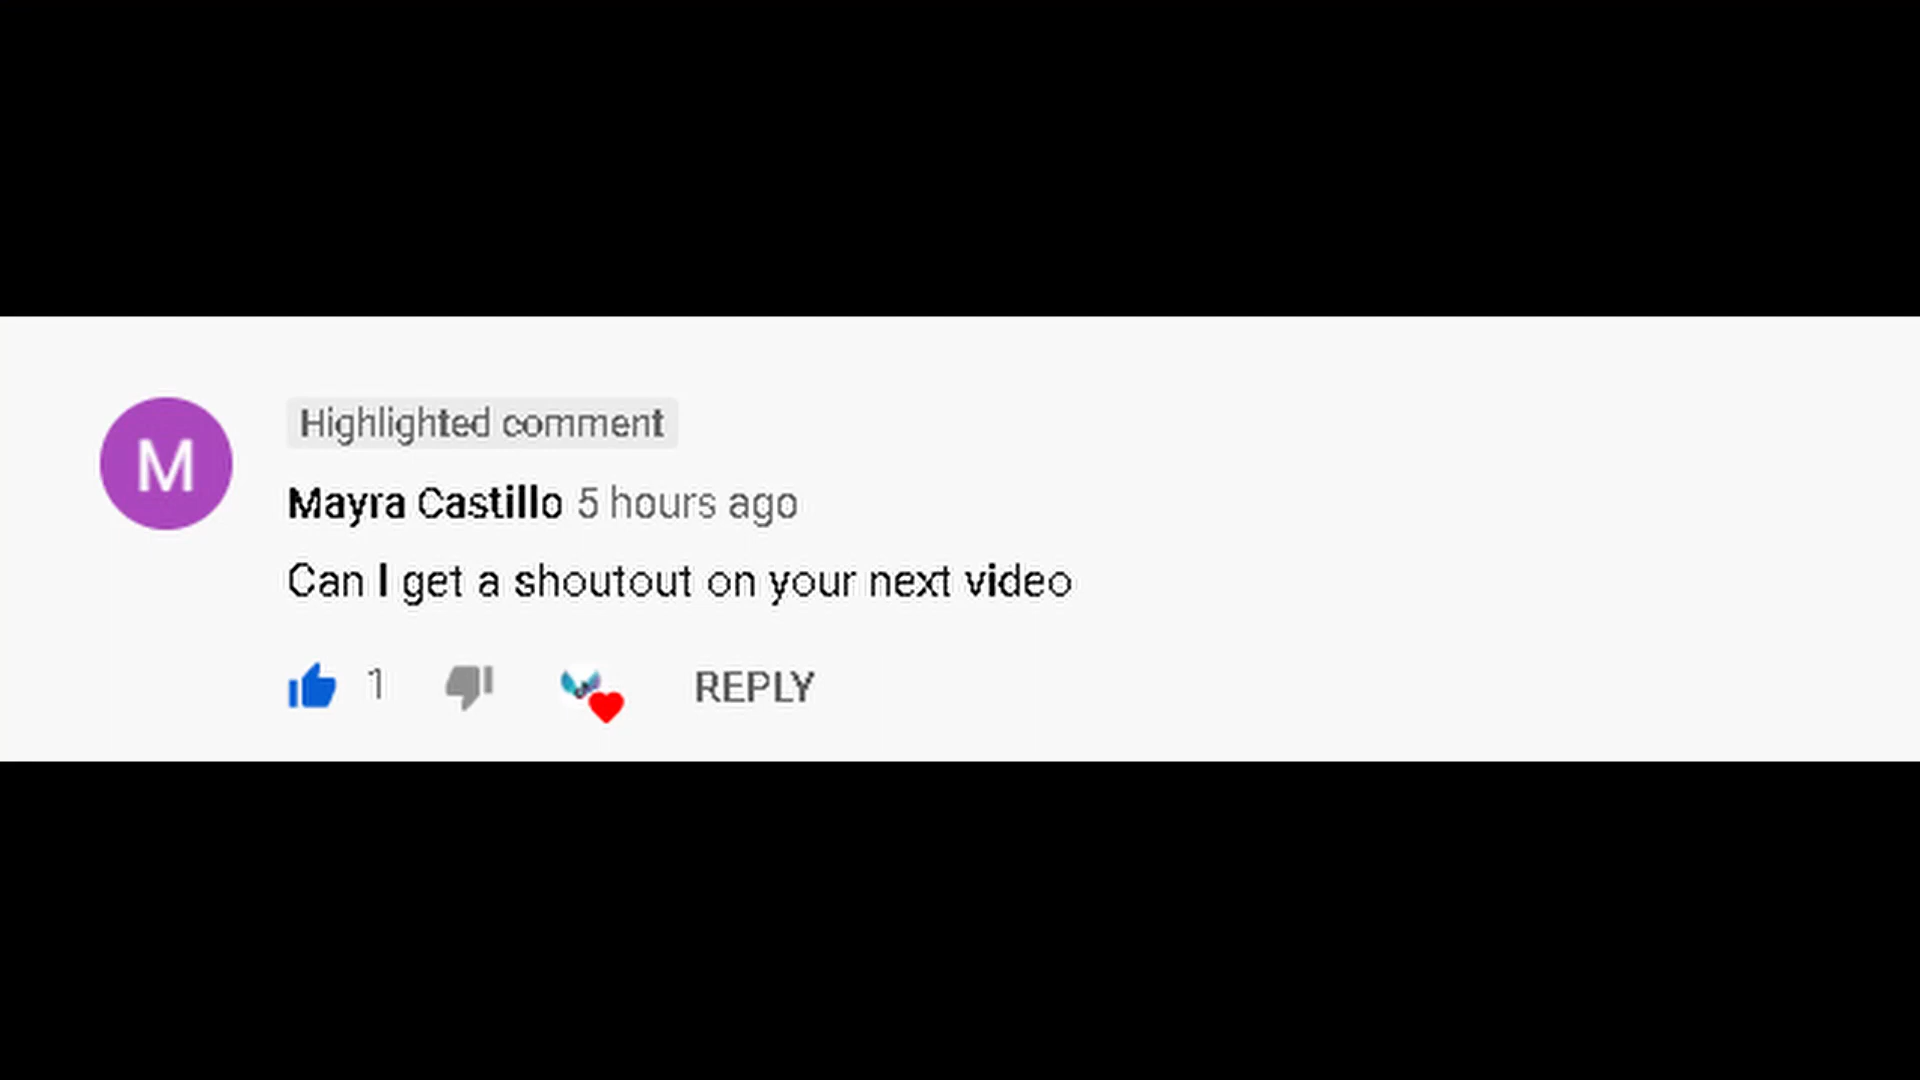 M
Highlighted comment
Mayra Castillo 5 hours ago
Can I get a shoutout on your next video
1
REPLY